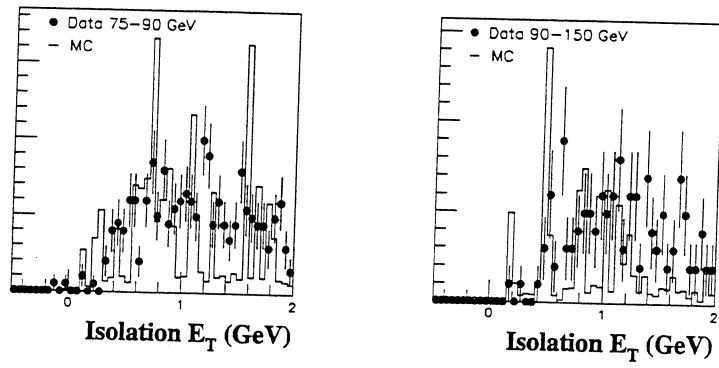 ● Data 75–90 GeV
— MC
0 1 2
Isolation E_T (GeV)
● Data 90–150 GeV
— MC
0 1 2
Isolation E_T (GeV)